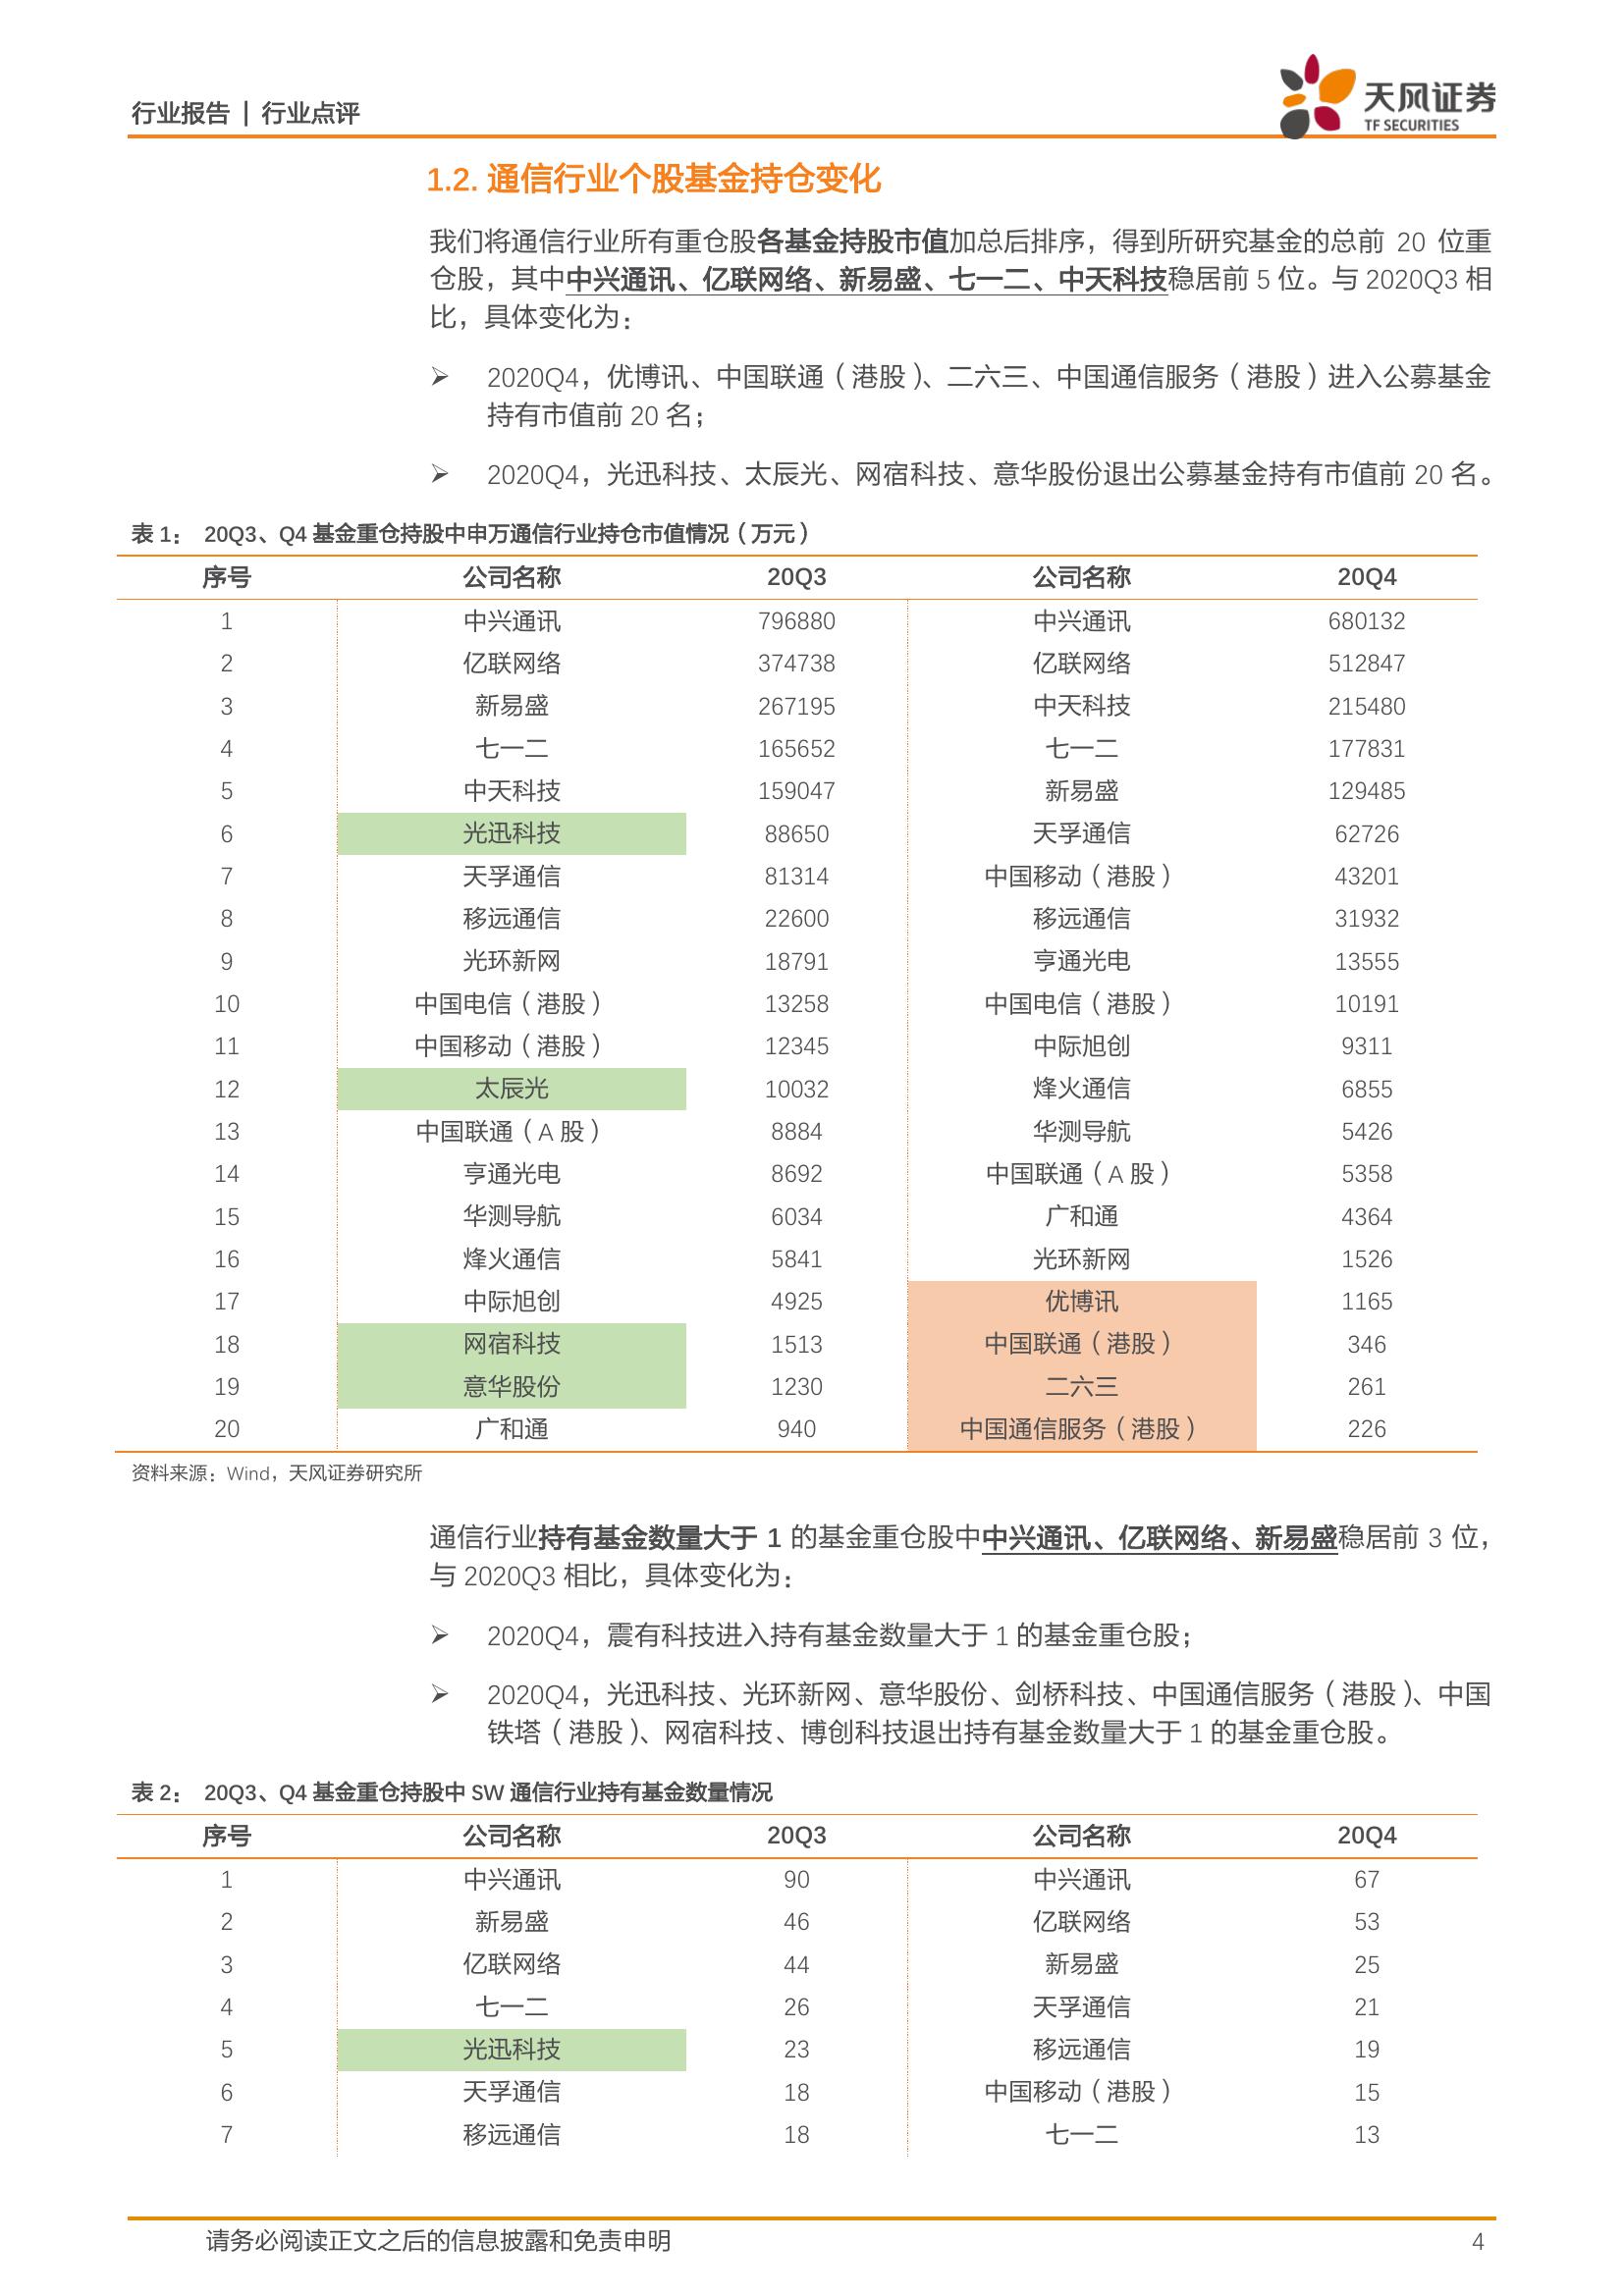 行业报告 | 行业点评
天风证券
TF SECURITIES
1.2. 通信行业个股基金持仓变化
我们将通信行业所有重仓股各基金持股市值加总后排序，得到所研究基金的总前 20 位重
仓股，其中中兴通讯、亿联网络、新易盛、七一二、中天科技稳居前 5 位。与 2020Q3 相
比，具体变化为：
➢ 2020Q4，优博讯、中国联通（港股）、二六三、中国通信服务（港股）进入公募基金
持有市值前 20 名；
➢ 2020Q4，光迅科技、太辰光、网宿科技、意华股份退出公募基金持有市值前 20 名。
表 1： 20Q3、Q4 基金重仓持股中申万通信行业持仓市值情况（万元）
序号 公司名称 20Q3 公司名称 20Q4
1 中兴通讯 796880 中兴通讯 680132
2 亿联网络 374738 亿联网络 512847
3 新易盛 267195 中天科技 215480
4 七一二 165652 七一二 177831
5 中天科技 159047 新易盛 129485
6 光迅科技 88650 天孚通信 62726
7 天孚通信 81314 中国移动（港股） 43201
8 移远通信 22600 移远通信 31932
9 光环新网 18791 亨通光电 13555
10 中国电信（港股） 13258 中国电信（港股） 10191
11 中国移动（港股） 12345 中际旭创 9311
12 太辰光 10032 烽火通信 6855
13 中国联通（A 股） 8884 华测导航 5426
14 亨通光电 8692 中国联通（A 股） 5358
15 华测导航 6034 广和通 4364
16 烽火通信 5841 光环新网 1526
17 中际旭创 4925 优博讯 1165
18 网宿科技 1513 中国联通（港股） 346
19 意华股份 1230 二六三 261
20 广和通 940 中国通信服务（港股） 226
资料来源：Wind，天风证券研究所
通信行业持有基金数量大于 1 的基金重仓股中中兴通讯、亿联网络、新易盛稳居前 3 位，
与 2020Q3 相比，具体变化为：
➢ 2020Q4，震有科技进入持有基金数量大于 1 的基金重仓股；
➢ 2020Q4，光迅科技、光环新网、意华股份、剑桥科技、中国通信服务（港股）、中国
铁塔（港股）、网宿科技、博创科技退出持有基金数量大于 1 的基金重仓股。
表 2： 20Q3、Q4 基金重仓持股中 SW 通信行业持有基金数量情况
序号 公司名称 20Q3 公司名称 20Q4
1 中兴通讯 90 中兴通讯 67
2 新易盛 46 亿联网络 53
3 亿联网络 44 新易盛 25
4 七一二 26 天孚通信 21
5 光迅科技 23 移远通信 19
6 天孚通信 18 中国移动（港股） 15
7 移远通信 18 七一二 13
请务必阅读正文之后的信息披露和免责申明 4